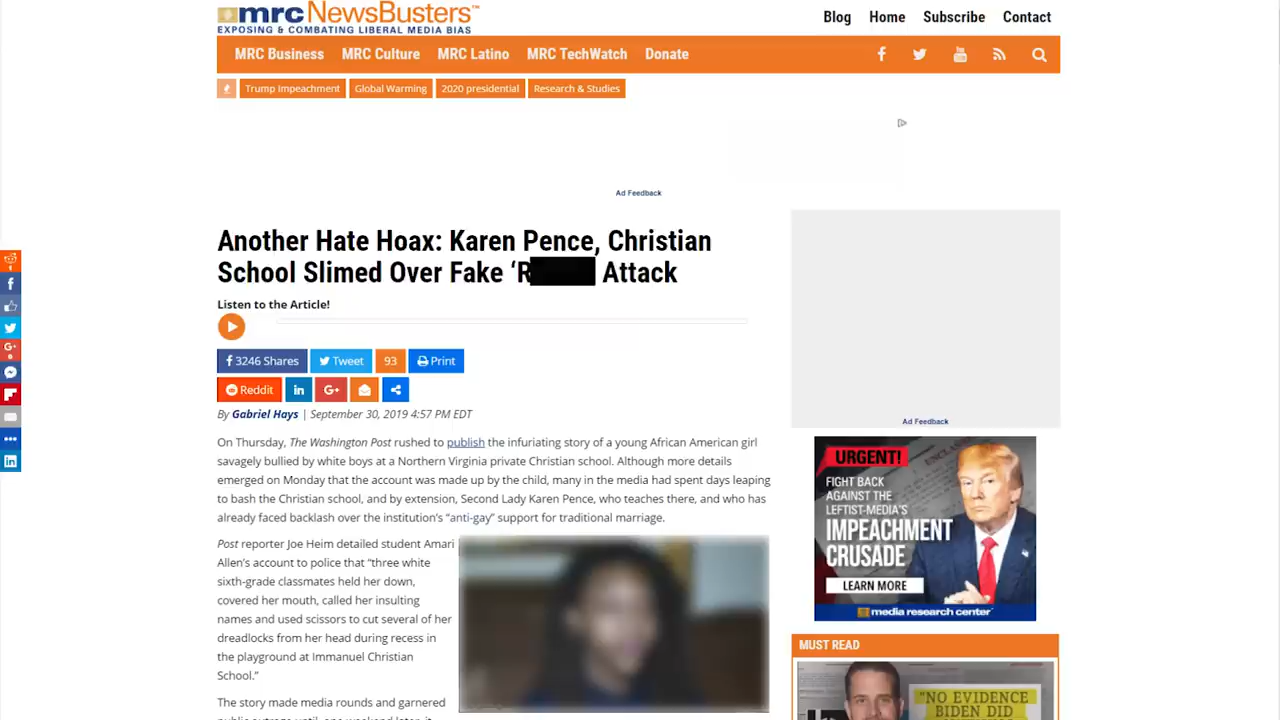 mrc NewsBusters™
EXPOSING & COMBATING LIBERAL MEDIA BIAS
Blog Home Subscribe Contact
MRC Business MRC Culture MRC Latino MRC TechWatch Donate
Trump Impeachment Global Warming 2020 presidential Research & Studies
Ad Feedback
Another Hate Hoax: Karen Pence, Christian
School Slimed Over Fake ‘R Attack
Listen to the Article!
3246 Shares Tweet 93 Print
Reddit in G+
By Gabriel Hays | September 30, 2019 4:57 PM EDT
On Thursday, The Washington Post rushed to publish the infuriating story of a young African American girl
savagely bullied by white boys at a Northern Virginia private Christian school. Although more details
emerged on Monday that the account was made up by the child, many in the media had spent days leaping
to bash the Christian school, and by extension, Second Lady Karen Pence, who teaches there, and who has
already faced backlash over the institution's “anti-gay” support for traditional marriage.
Post reporter Joe Heim detailed student Amari
Allen's account to police that “three white
sixth-grade classmates held her down,
covered her mouth, called her insulting
names and used scissors to cut several of her
dreadlocks from her head during recess in
the playground at Immanuel Christian
School.”
The story made media rounds and garnered
Ad Feedback
URGENT!
FIGHT BACK
AGAINST THE
LEFTIST-MEDIA'S
IMPEACHMENT
CRUSADE
LEARN MORE
media research center
MUST READ
"NO EVIDENCE
BIDEN DID